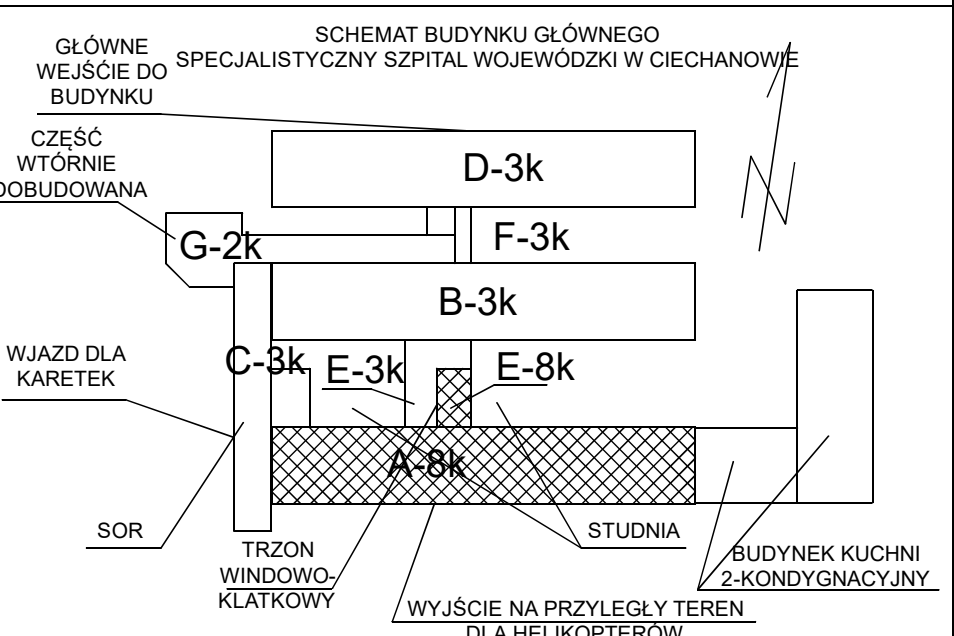 SCHEMAT BUDYNKU GŁÓWNEGO
SPECJALISTYCZNY SZPITAL WOJEWÓDZKI W CIECHANOWIE
GŁÓWNE
WEJŚCIE DO
BUDYNKU
CZĘŚĆ
WTÓRNIE
DOBUDOWANA
D-3k
F-3k
G-2k
B-3k
WJAZD DLA
KARETEK
C-3k
E-3k
E-8k
A-8k
SOR
TRZON
WINDOWO-
KLATKOWY
STUDNIA
BUDYNEK KUCHNI
2-KONDYGNACYJNY
WYJŚCIE NA PRZYLEGŁY TEREN
DLA HELIKOPTERÓW